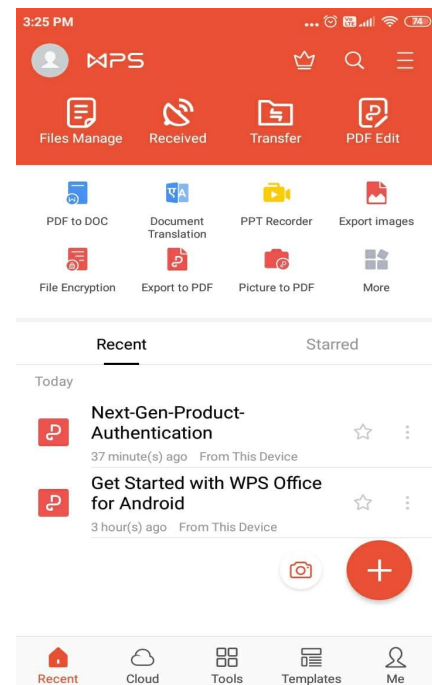 3:25 PM
74
WPS
Files Manage
Received
Transfer
PDF Edit
PDF to DOC
Document
Translation
PPT Recorder
Export images
File Encryption
Export to PDF
Picture to PDF
More
Recent
Starred
Today
Next-Gen-Product-
Authentication
37 minute(s) ago From This Device
Get Started with WPS Office
for Android
3 hour(s) ago From This Device
Recent
Cloud
Tools
Templates
Me